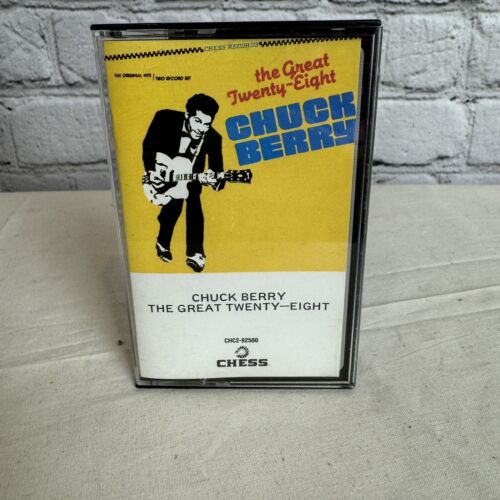 CHESS RECORDS
THE ORIGINAL HITS / TWO RECORD SET
the Great
Twenty-Eight
CHUCK
BERRY
CHUCK BERRY
THE GREAT TWENTY—EIGHT
CHC2-92500
CHESS